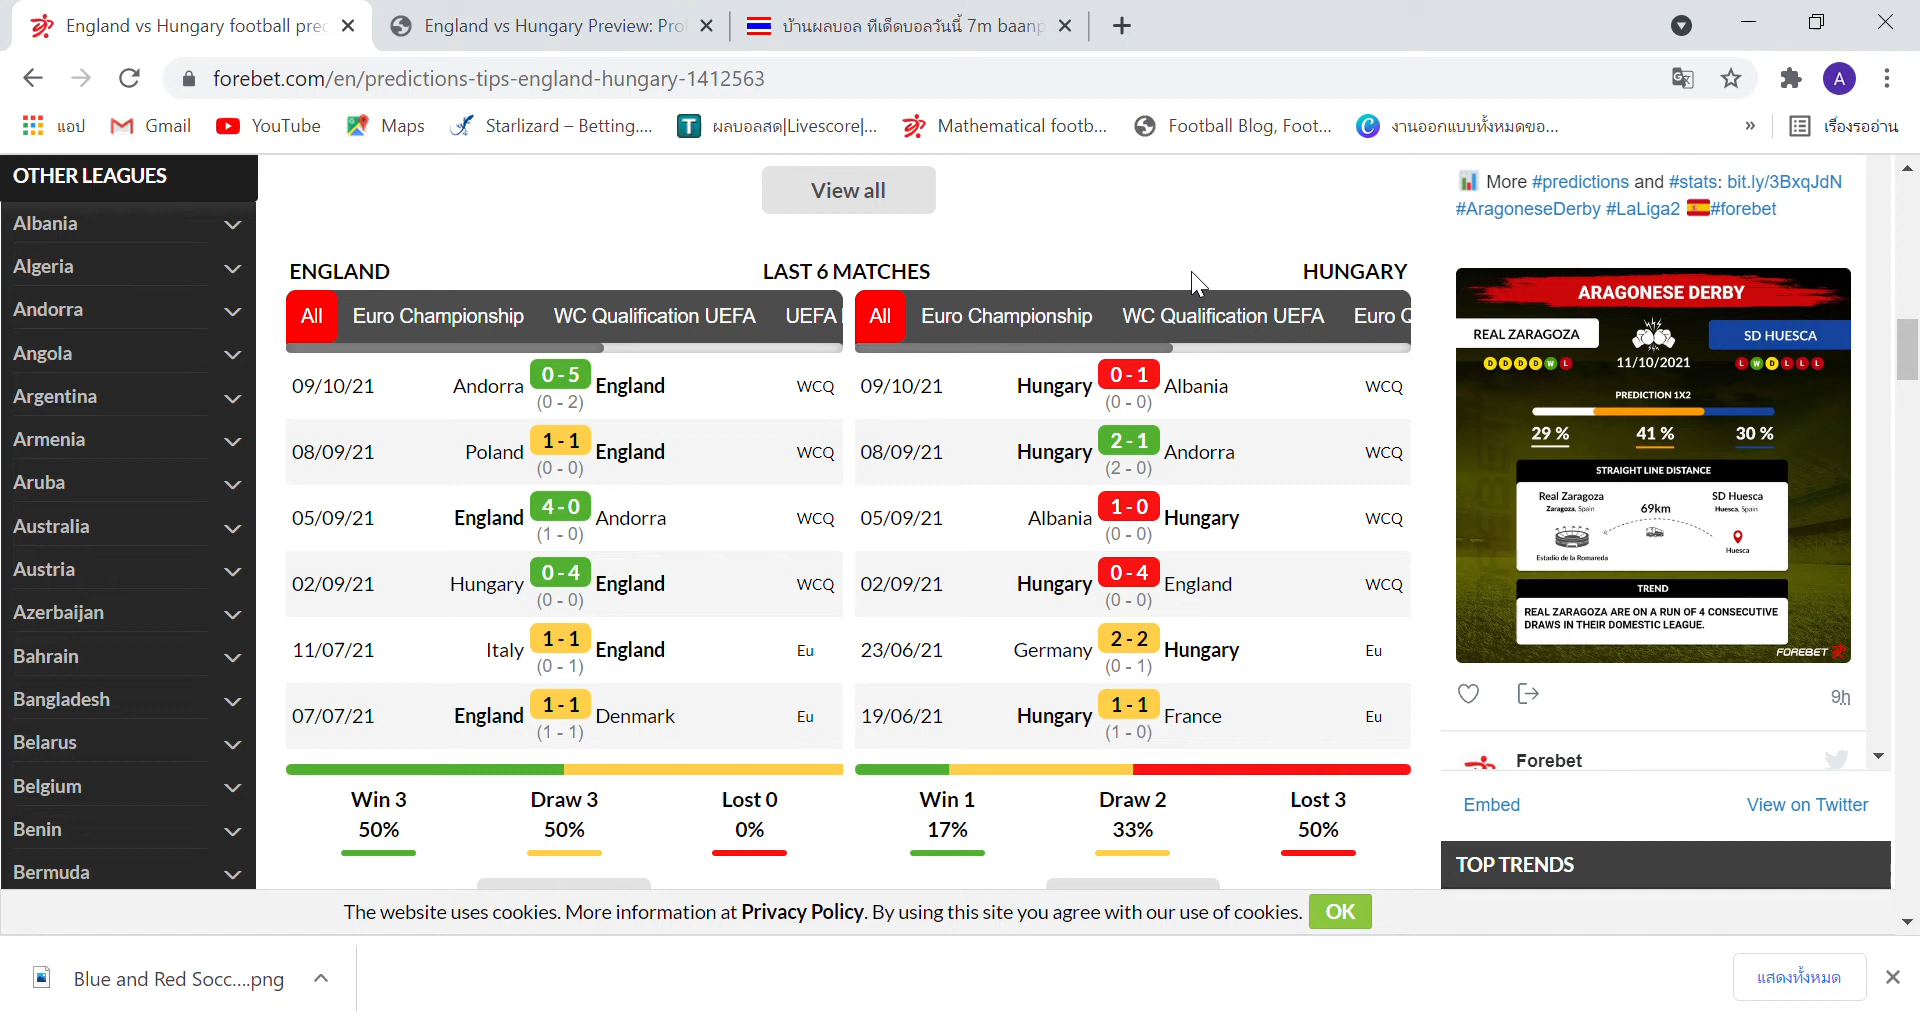 England vs Hungary football prec
England vs Hungary Preview: Pro
บ้านผลบอล ทีเด็ดบอลวันนี้ 7m baanp
forebet.com/en/predictions-tips-england-hungary-1412563
A
แอป
Gmail
YouTube
Maps
Starlizard – Betting....
T
ผลบอลสด|Livescore|...
Mathematical footb...
Football Blog, Foot...
งานออกแบบทั้งหมดขอ...
»
เรื่องรออ่าน
OTHER LEAGUES
Albania
Algeria
Andorra
Angola
Argentina
Armenia
Aruba
Australia
Austria
Azerbaijan
Bahrain
Bangladesh
Belarus
Belgium
Benin
Bermuda
View all
ENGLAND
LAST 6 MATCHES
HUNGARY
All Euro Championship WC Qualification UEFA UEFA
09/10/21 Andorra 0 - 5 England WCQ
(0 - 2)
08/09/21 Poland 1 - 1 England WCQ
(0 - 0)
05/09/21 England 4 - 0 Andorra WCQ
(1 - 0)
02/09/21 Hungary 0 - 4 England WCQ
(0 - 0)
11/07/21 Italy 1 - 1 England Eu
(0 - 1)
07/07/21 England 1 - 1 Denmark Eu
(1 - 1)
Win 3 Draw 3 Lost 0
50% 50% 0%
All Euro Championship WC Qualification UEFA Euro Q
09/10/21 Hungary 0 - 1 Albania WCQ
(0 - 0)
08/09/21 Hungary 2 - 1 Andorra WCQ
(2 - 0)
05/09/21 Albania 1 - 0 Hungary WCQ
(0 - 0)
02/09/21 Hungary 0 - 4 England WCQ
(0 - 0)
23/06/21 Germany 2 - 2 Hungary Eu
(0 - 1)
19/06/21 Hungary 1 - 1 France Eu
(1 - 0)
Win 1 Draw 2 Lost 3
17% 33% 50%
More #predictions and #stats: bit.ly/3BxqJdN
#AragoneseDerby #LaLiga2 #forebet
ARAGONESE DERBY
REAL ZARAGOZA
SD HUESCA
D D D D W L
11/10/2021
L W D L L L
PREDICTION 1X2
29 % 41 % 30 %
STRAIGHT LINE DISTANCE
Real Zaragoza
Zaragoza, Spain
69km
SD Huesca
Huesca, Spain
Estadio de la Romareda
Huesca
TREND
REAL ZARAGOZA ARE ON A RUN OF 4 CONSECUTIVE
DRAWS IN THEIR DOMESTIC LEAGUE.
FOREBET
9h
Forebet
Embed
View on Twitter
TOP TRENDS
The website uses cookies. More information at Privacy Policy. By using this site you agree with our use of cookies. OK
Blue and Red Socc....png
แสดงทั้งหมด